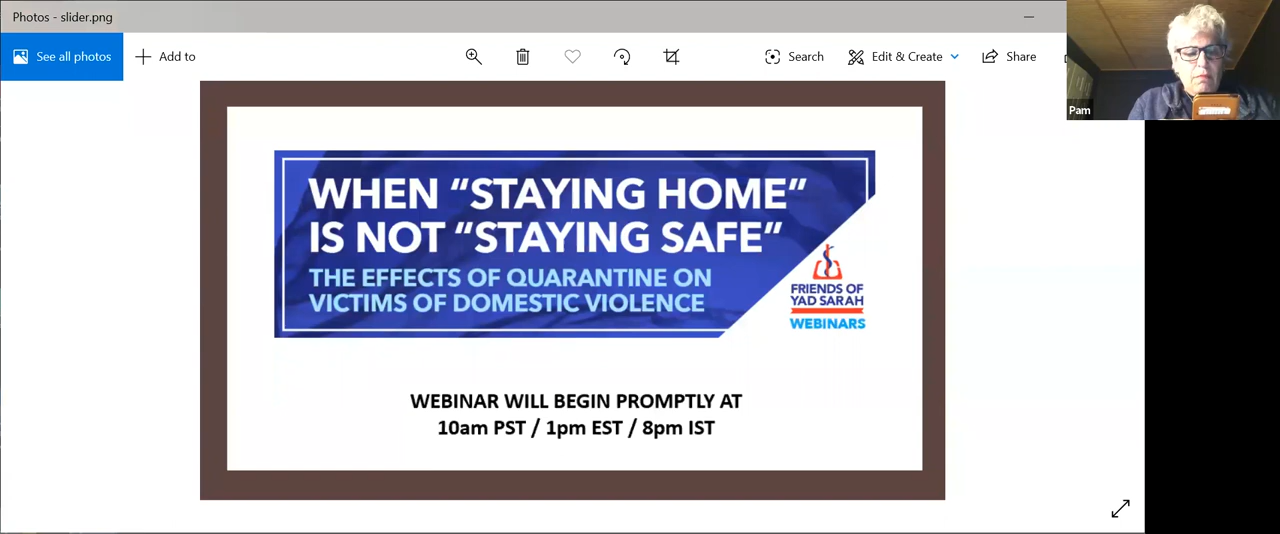 Photos - slider.png
See all photos
Add to
Search
Edit & Create
Share
Pam
WHEN “STAYING HOME”
IS NOT “STAYING SAFE”
THE EFFECTS OF QUARANTINE ON
VICTIMS OF DOMESTIC VIOLENCE
FRIENDS OF
YAD SARAH
WEBINARS
WEBINAR WILL BEGIN PROMPTLY AT
10am PST / 1pm EST / 8pm IST